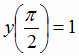 y(π/2) = 1